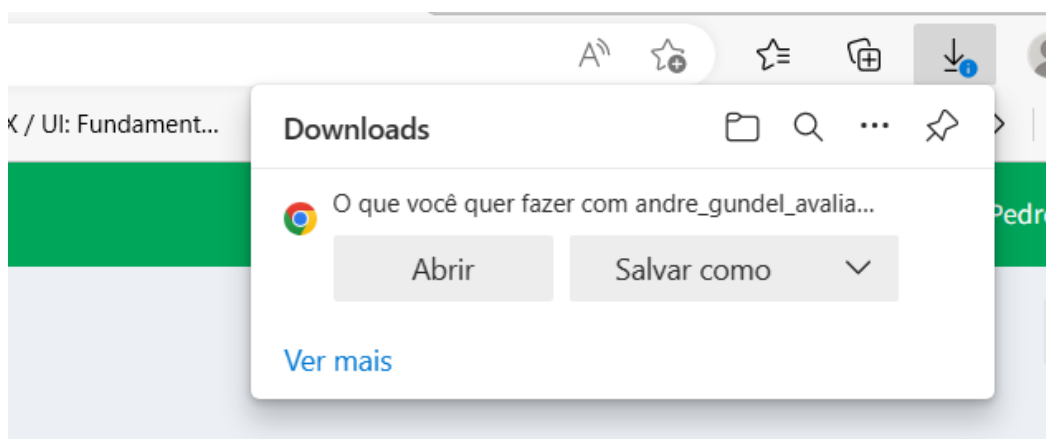 X / UI: Fundament...
Downloads
O que você quer fazer com andre_gundel_avalia...
Pedr
Abrir
Salvar como
Ver mais